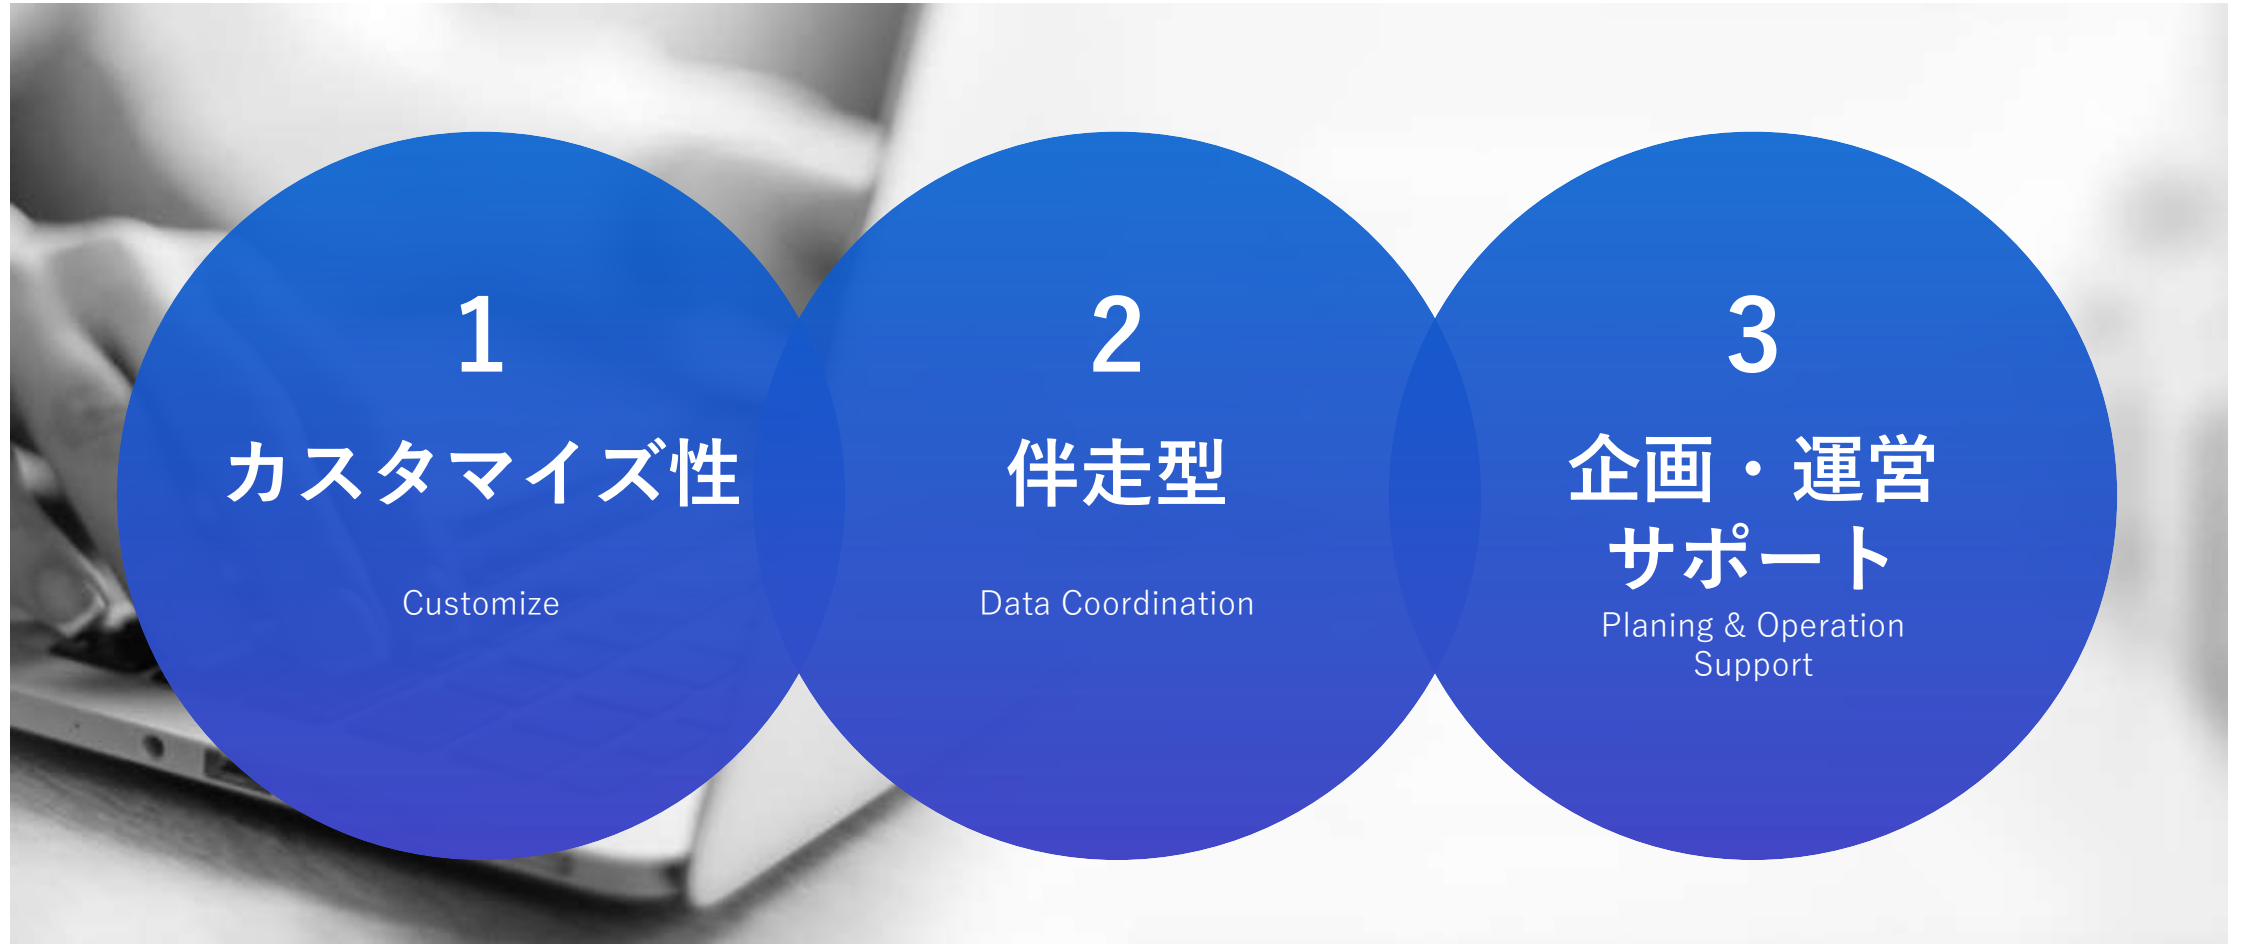 1
カスタマイズ性
Customize
2
伴走型
Data Coordination
3
企画・運営
サポート
Planing & Operation
Support